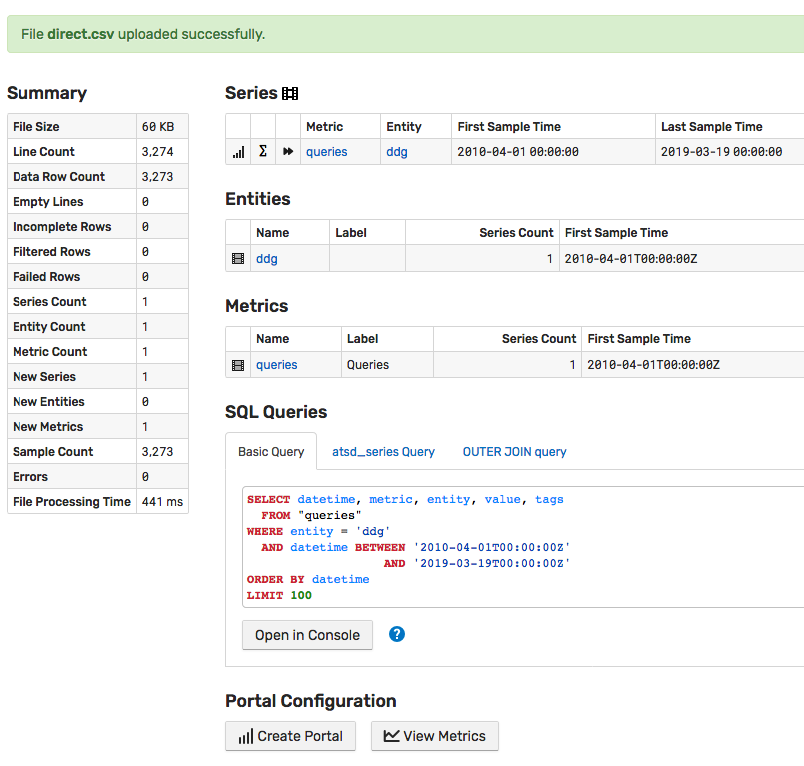 File direct.csv uploaded successfully.
Summary
File Size 60 KB
Line Count 3,274
Data Row Count 3,273
Empty Lines 0
Incomplete Rows 0
Filtered Rows 0
Failed Rows 0
Series Count 1
Entity Count 1
Metric Count 1
New Series 1
New Entities 0
New Metrics 1
Sample Count 3,273
Errors 0
File Processing Time 441 ms
Series
Metric Entity First Sample Time Last Sample Time
Σ queries ddg 2010-04-01 00:00:00 2019-03-19 00:00:00
Entities
Name Label Series Count First Sample Time
ddg 1 2010-04-01T00:00:00Z
Metrics
Name Label Series Count First Sample Time
queries Queries 1 2010-04-01T00:00:00Z
SQL Queries
Basic Query atsd_series Query OUTER JOIN query
SELECT datetime, metric, entity, value, tags
FROM "queries"
WHERE entity = 'ddg'
AND datetime BETWEEN '2010-04-01T00:00:00Z'
AND '2019-03-19T00:00:00Z'
ORDER BY datetime
LIMIT 100
Open in Console ?
Portal Configuration
Create Portal View Metrics